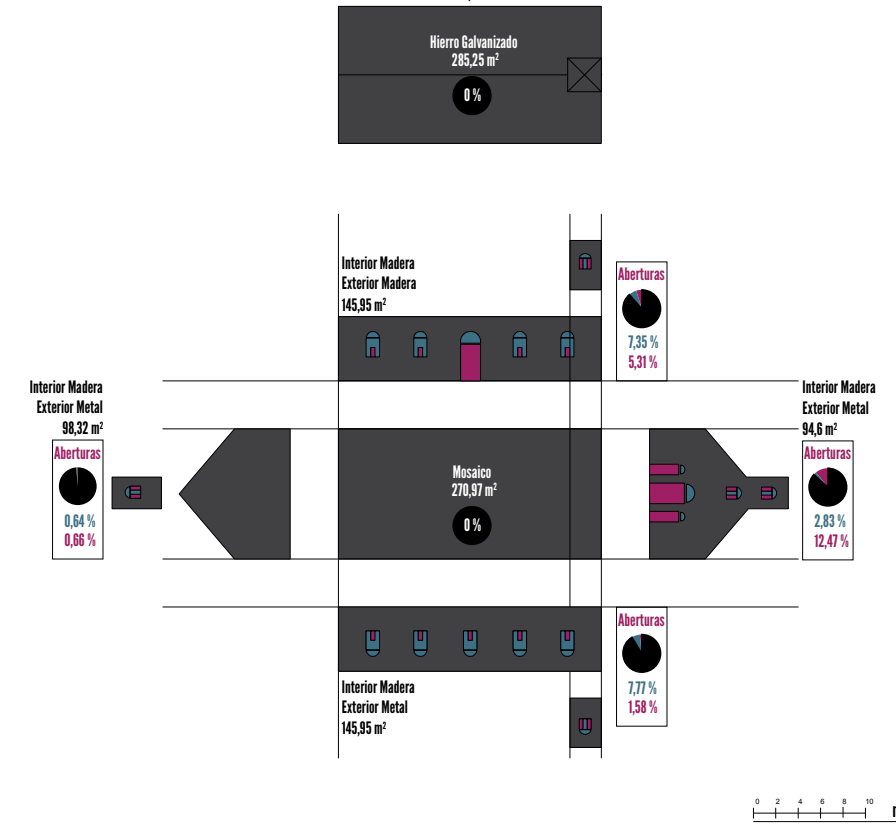 Hierro Galvanizado
285,25 m²
0 %
Interior Madera
Exterior Madera
145,95 m²
Aberturas
7,35 %
5,31 %
Interior Madera
Exterior Metal
98,32 m²
Aberturas
0,64 %
0,66 %
Mosaico
270,97 m²
0 %
Interior Madera
Exterior Metal
94,6 m²
Aberturas
2,83 %
12,47 %
Aberturas
7,77 %
1,58 %
Interior Madera
Exterior Metal
145,95 m²
0 2 4 6 8 10